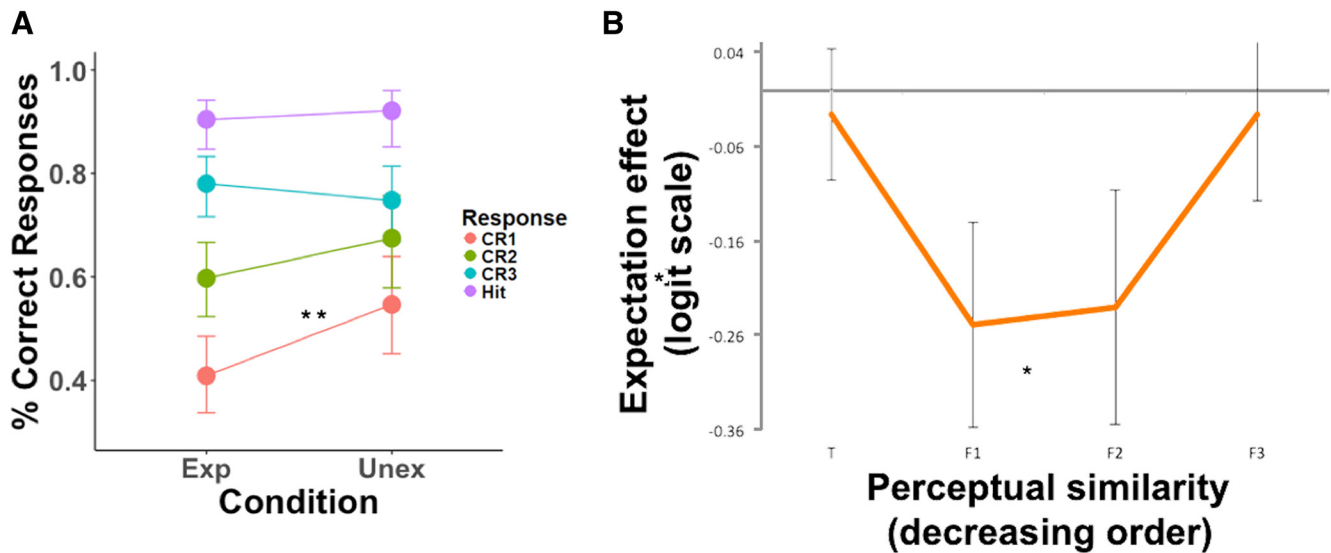 A
% Correct Responses
1.0
0.8
0.6
0.4
**
Exp
Unex
Condition
Response
CR1
CR2
CR3
Hit
B
Expectation effect
(logit scale)
*
0.04
-0.06
-0.16
-0.26
-0.36
*
T
F1
F2
F3
Perceptual similarity
(decreasing order)